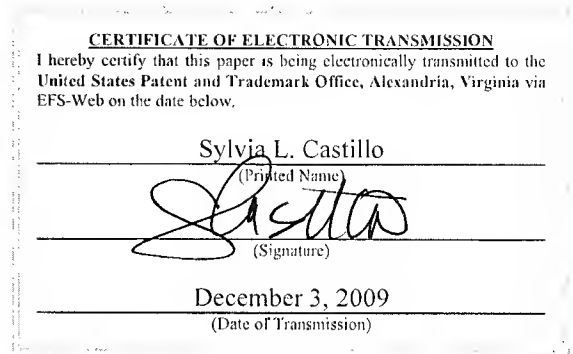 CERTIFICATE OF ELECTRONIC TRANSMISSION
I hereby certify that this paper is being electronically transmitted to the
United States Patent and Trademark Office, Alexandria, Virginia via
EFS-Web on the date below.
Sylvia L. Castillo
(Printed Name)
SCastillo
(Signature)
December 3, 2009
(Date of Transmission)